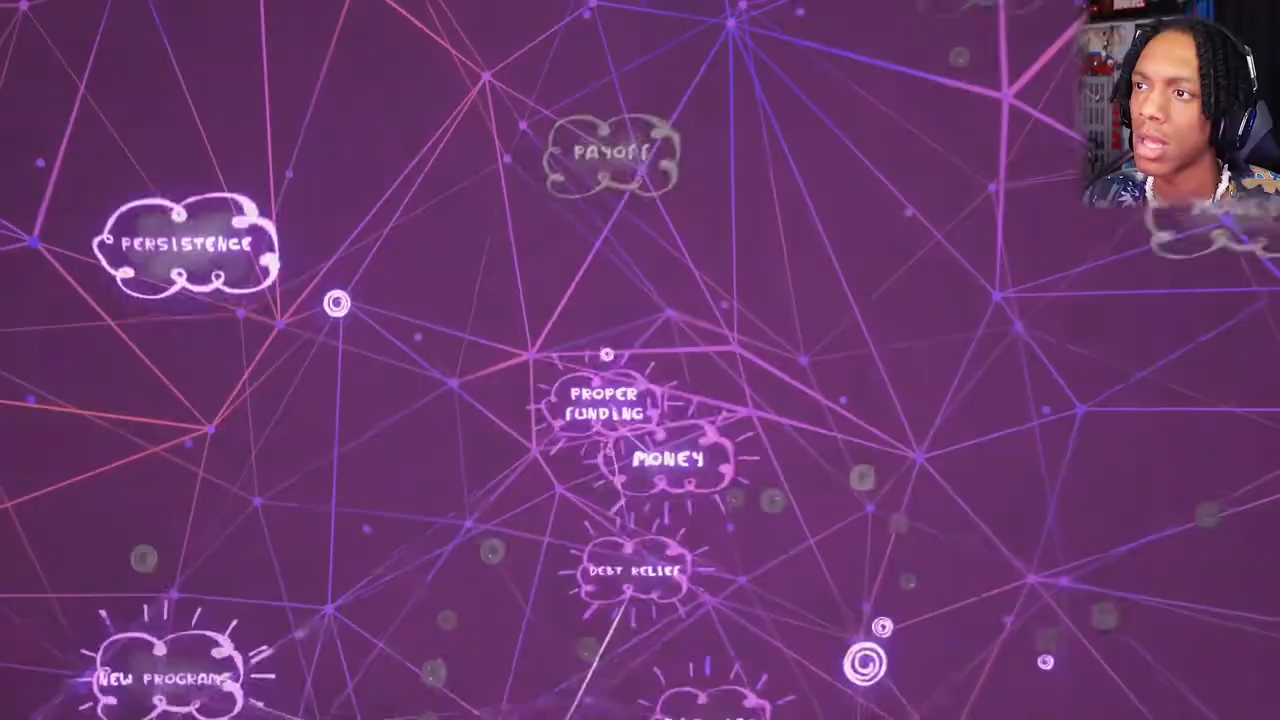 PAYOFF
PERSISTENCE
PROPER
FUNDING
MONEY
DEBT RELIEF
NEW PROGRAMS